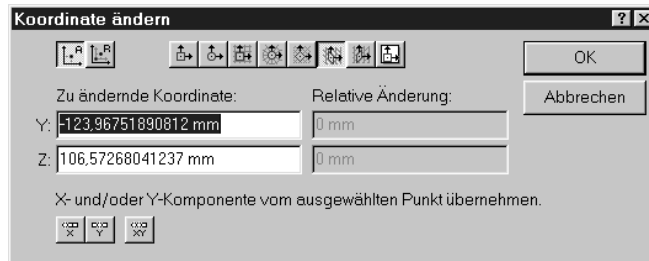 Koordinate ändern
? ×
A R
OK
Zu ändernde Koordinate: Relative Änderung:
Abbrechen
Y: -123,96751890812 mm 0 mm
Z: 106,57268041237 mm 0 mm
X- und/oder Y-Komponente vom ausgewählten Punkt übernehmen.
X Y XY